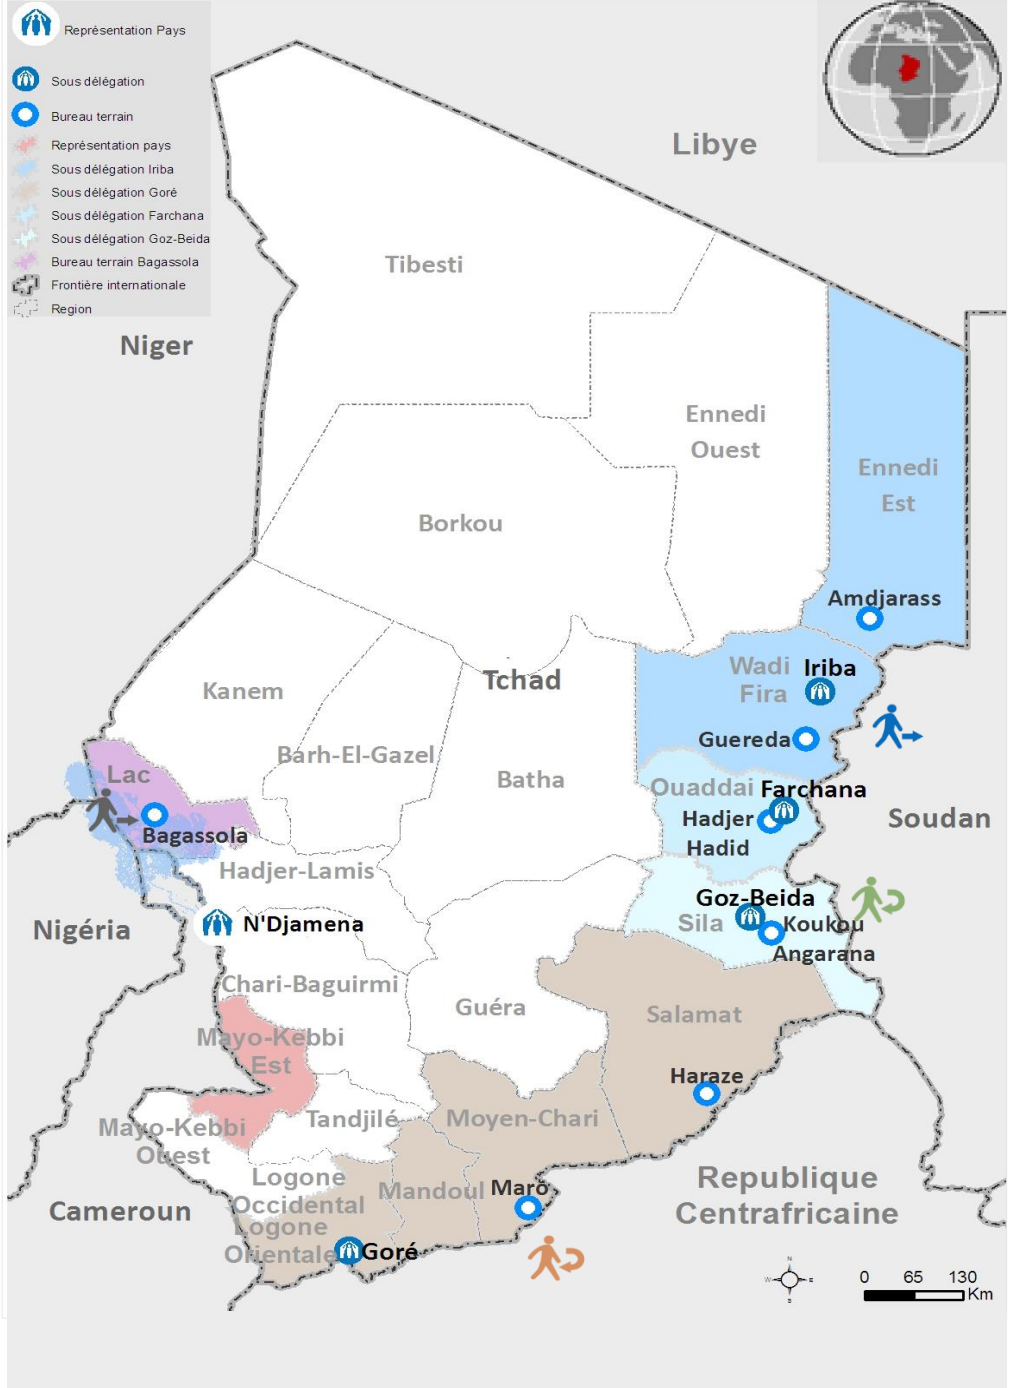 Représentation Pays
Sous délégation
Bureau terrain
Représentation pays
Sous délégation Iriba
Sous délégation Goré
Sous délégation Farchana
Sous délégation Goz-Beida
Bureau terrain Bagassola
Frontière internationale
Region
Libye
Niger
Tibesti
Ennedi
Ouest
Ennedi
Est
Borkou
Amdjarass
Wadi
Fira
Iriba
Tchad
Kanem
Guereda
Barh-El-Gazel
Batha
Lac
Ouaddai
Farchana
Hadjer
Hadid
Soudan
Bagassola
Hadjer-Lamis
Goz-Beida
Sila
Koukou
Angarana
Nigéria
N'Djamena
Chari-Baguirmi
Guéra
Salamat
Mayo-Kebbi
Est
Haraze
Tandjilé
Moyen-Chari
Mayo-Kebbi
Ouest
Logone
Occidental
Mandoul
Maro
Republique
Centrafricaine
Cameroun
Logone
Orientale
Goré
N
W
E
S
0 65 130
Km